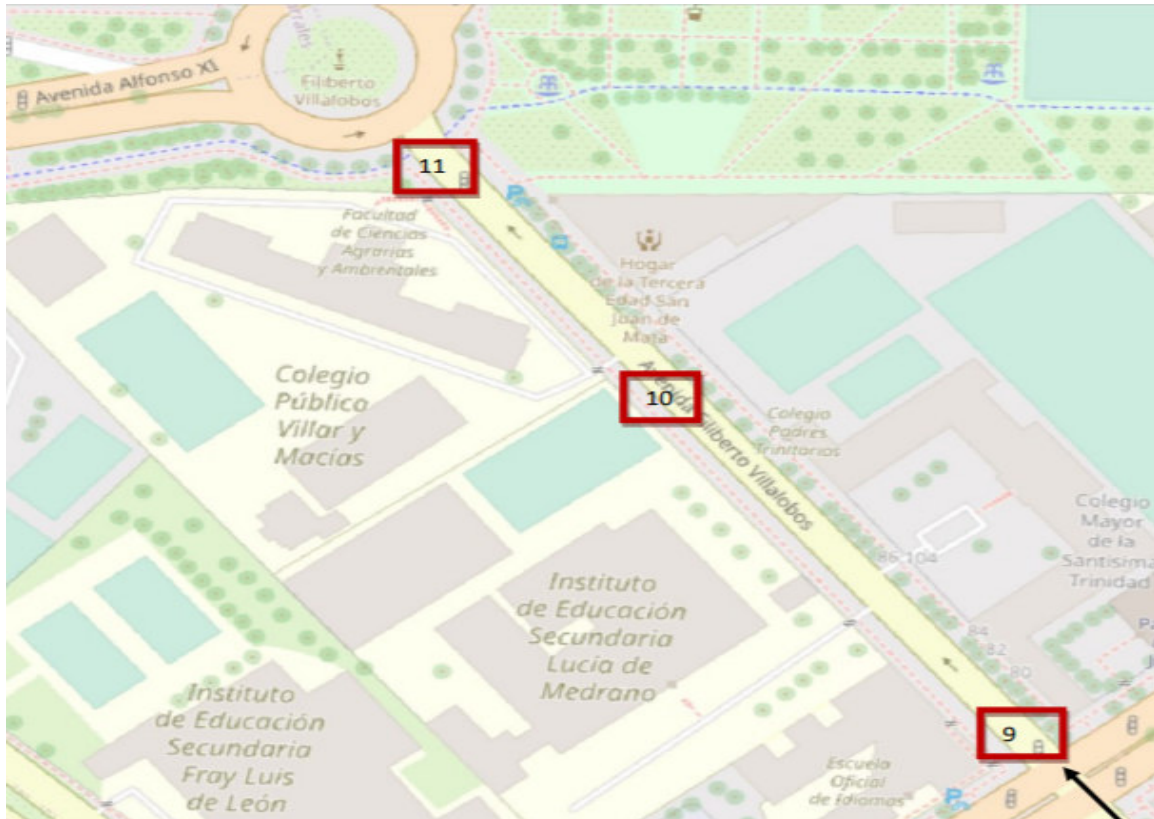 Avenida Alfonso XI
Filiberto
Villalobos
11
Facultad
de Ciencias
Agrarias
y Ambientales
Hogar
de la Tercera
Edad San
Juan de
Mata
Colegio
Público
Villar y
Macías
10
Avenida Filiberto Villalobos
Colegio
Padres
Trinitarios
86-104
Colegio
Mayor
de la
Santísima
Trinidad
84
82
80
Instituto
de Educación
Secundaria
Lucía de
Medrano
Instituto
de Educación
Secundaria
Fray Luis
de León
9
Escuela
Oficial
de Idiomas